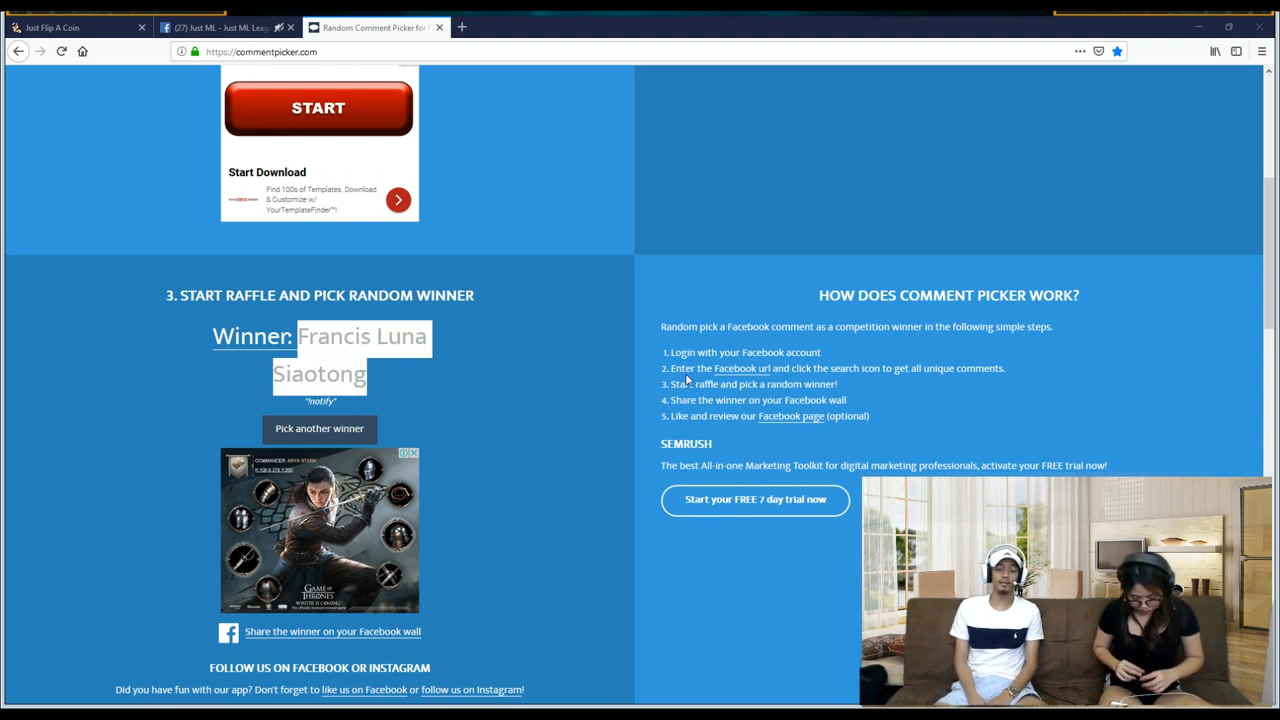 Just Flip A Coin
(27) Just ML - Just ML Leag
Random Comment Picker for F
https://commentpicker.com
START
Start Download
Find 100s of Templates. Download
& Customize w/
YourTemplateFinder™!
3. START RAFFLE AND PICK RANDOM WINNER
Winner: Francis Luna
Siaotong
"!notify"
Pick another winner
COMMANDER ARYA STARK
GAME OF
THRONES
WINTER IS COMING
Share the winner on your Facebook wall
FOLLOW US ON FACEBOOK OR INSTAGRAM
Did you have fun with our app? Don't forget to like us on Facebook or follow us on Instagram!
HOW DOES COMMENT PICKER WORK?
Random pick a Facebook comment as a competition winner in the following simple steps.
1. Login with your Facebook account
2. Enter the Facebook url and click the search icon to get all unique comments.
3. Start raffle and pick a random winner!
4. Share the winner on your Facebook wall
5. Like and review our Facebook page (optional)
SEMRUSH
The best All-in-one Marketing Toolkit for digital marketing professionals, activate your FREE trial now!
Start your FREE 7 day trial now